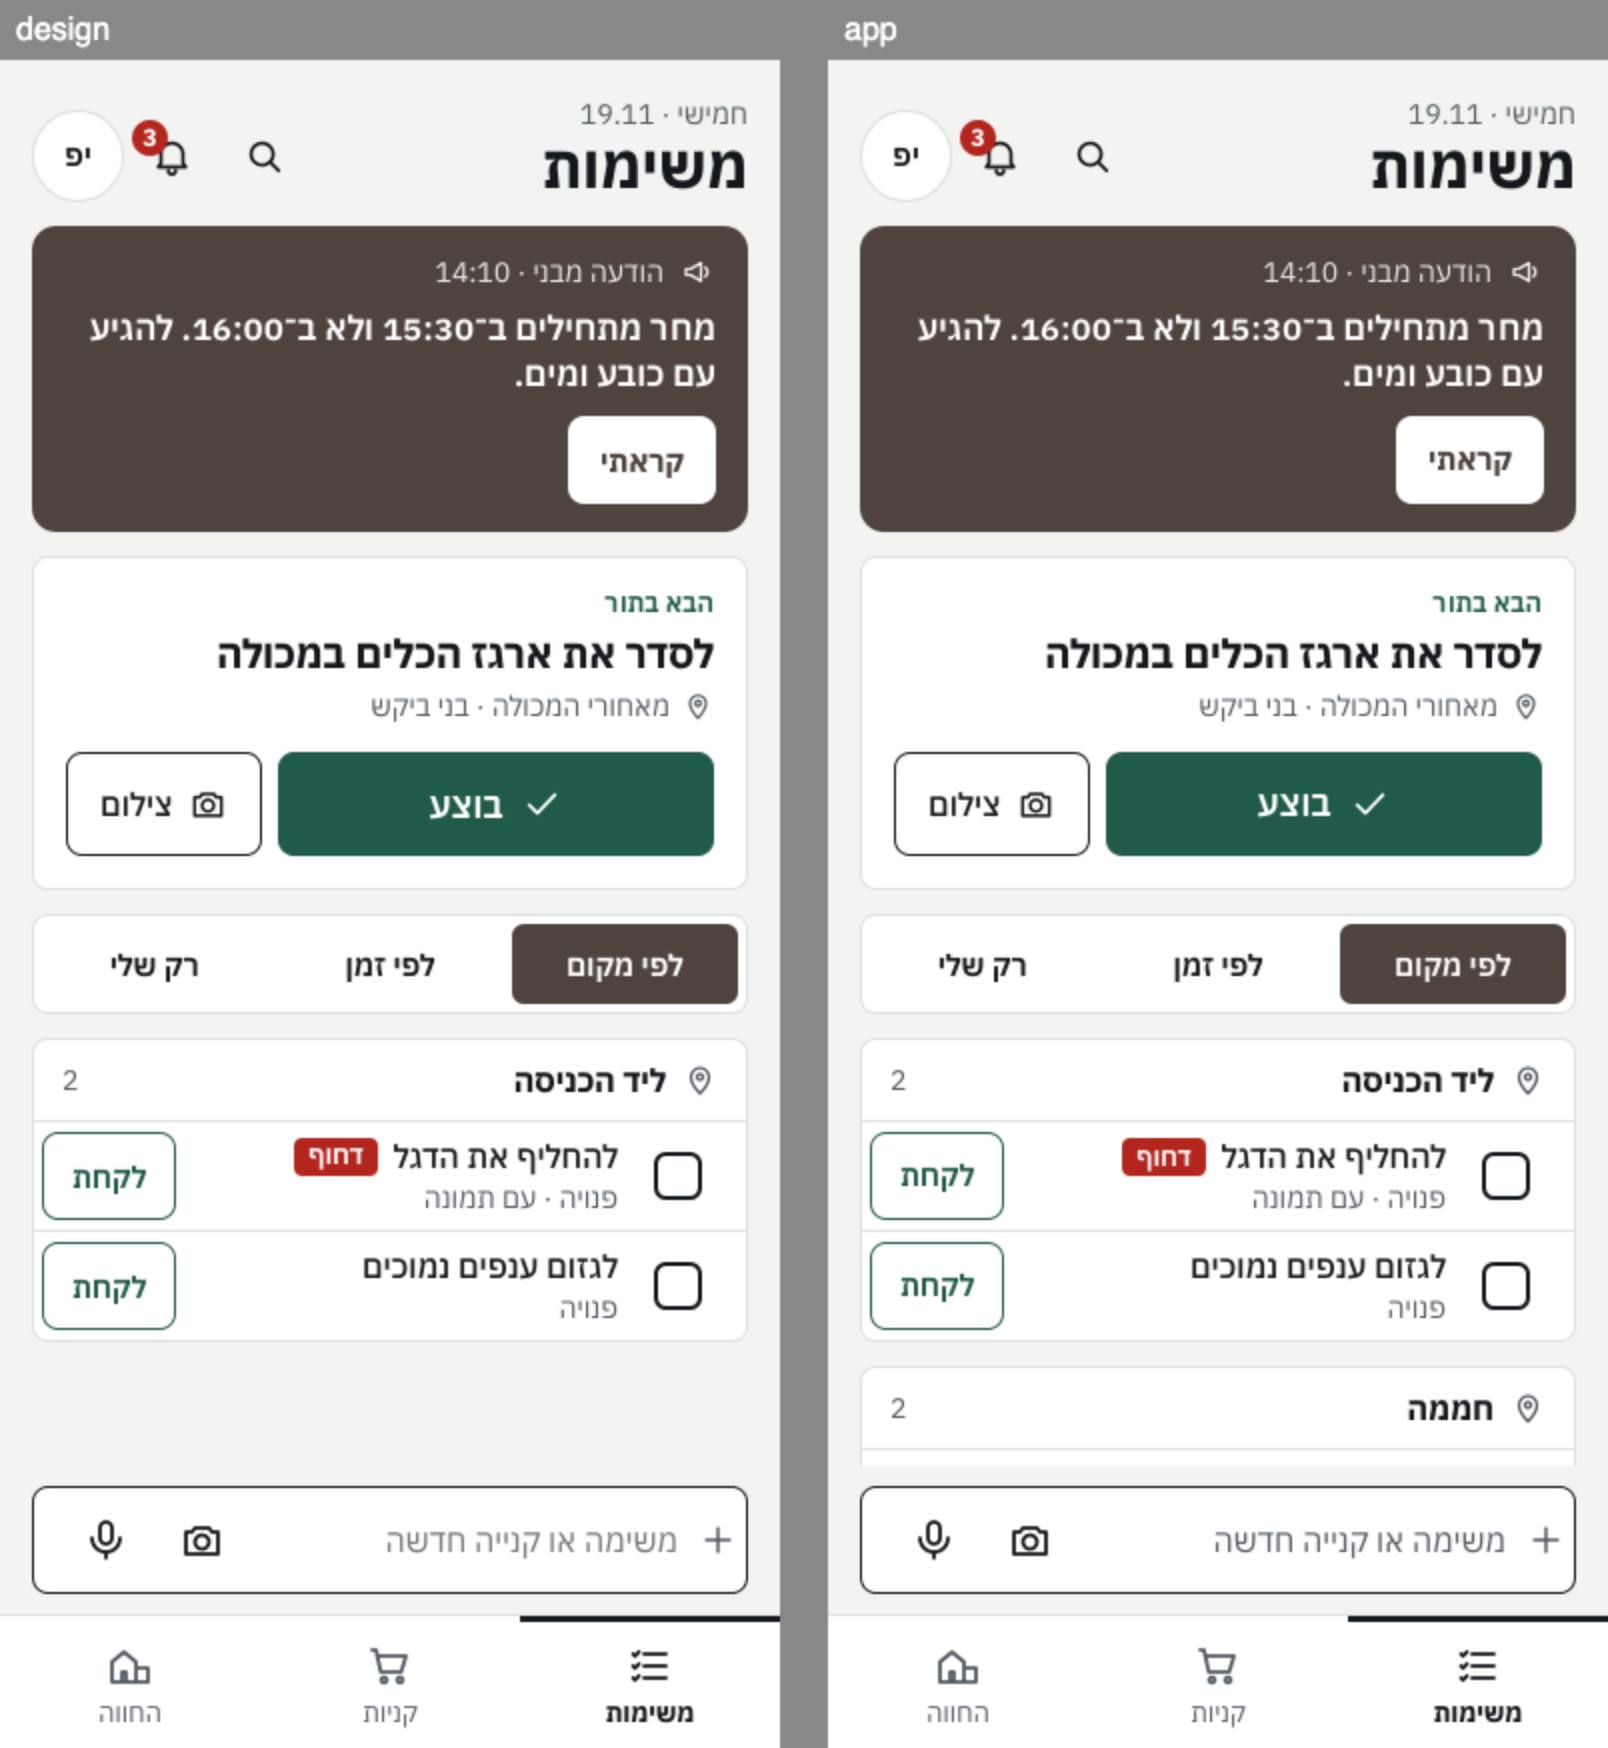 design
חמישי · 19.11
משימות
3
יפ
הודעה מבני · 14:10
מחר מתחילים ב־15:30 ולא ב־16:00. להגיע
עם כובע ומים.
קראתי
הבא בתור
לסדר את ארגז הכלים במכולה
מאחורי המכולה · בני ביקש
בוצע
צילום
לפי מקום
לפי זמן
רק שלי
ליד הכניסה
2
להחליף את הדגל דחוף
פנויה · עם תמונה
לקחת
לגזום ענפים נמוכים
פנויה
לקחת
משימה או קנייה חדשה
משימות
קניות
החווה
app
חמישי · 19.11
משימות
3
יפ
הודעה מבני · 14:10
מחר מתחילים ב־15:30 ולא ב־16:00. להגיע
עם כובע ומים.
קראתי
הבא בתור
לסדר את ארגז הכלים במכולה
מאחורי המכולה · בני ביקש
בוצע
צילום
לפי מקום
לפי זמן
רק שלי
ליד הכניסה
2
להחליף את הדגל דחוף
פנויה · עם תמונה
לקחת
לגזום ענפים נמוכים
פנויה
לקחת
חממה
2
משימה או קנייה חדשה
משימות
קניות
החווה